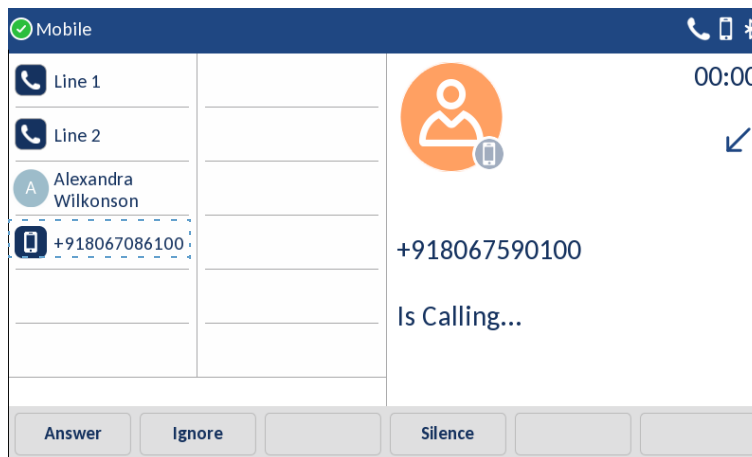 Mobile
Line 1
Line 2
A
Alexandra
Wilkonson
+918067086100
00:00
+918067590100
Is Calling...
Answer
Ignore
Silence